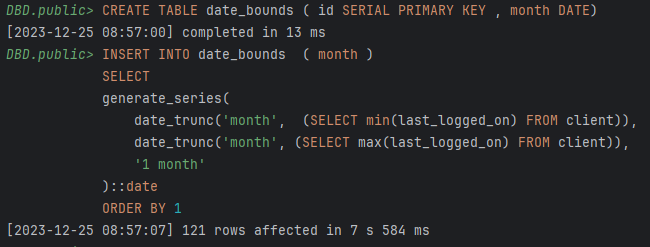 DBD.public> CREATE TABLE date_bounds ( id SERIAL PRIMARY KEY , month DATE)
[2023-12-25 08:57:00] completed in 13 ms
DBD.public> INSERT INTO date_bounds  ( month )
SELECT
generate_series(
date_trunc('month',  (SELECT min(last_logged_on) FROM client)),
date_trunc('month', (SELECT max(last_logged_on) FROM client)),
'1 month'
)::date
ORDER BY 1
[2023-12-25 08:57:07] 121 rows affected in 7 s 584 ms